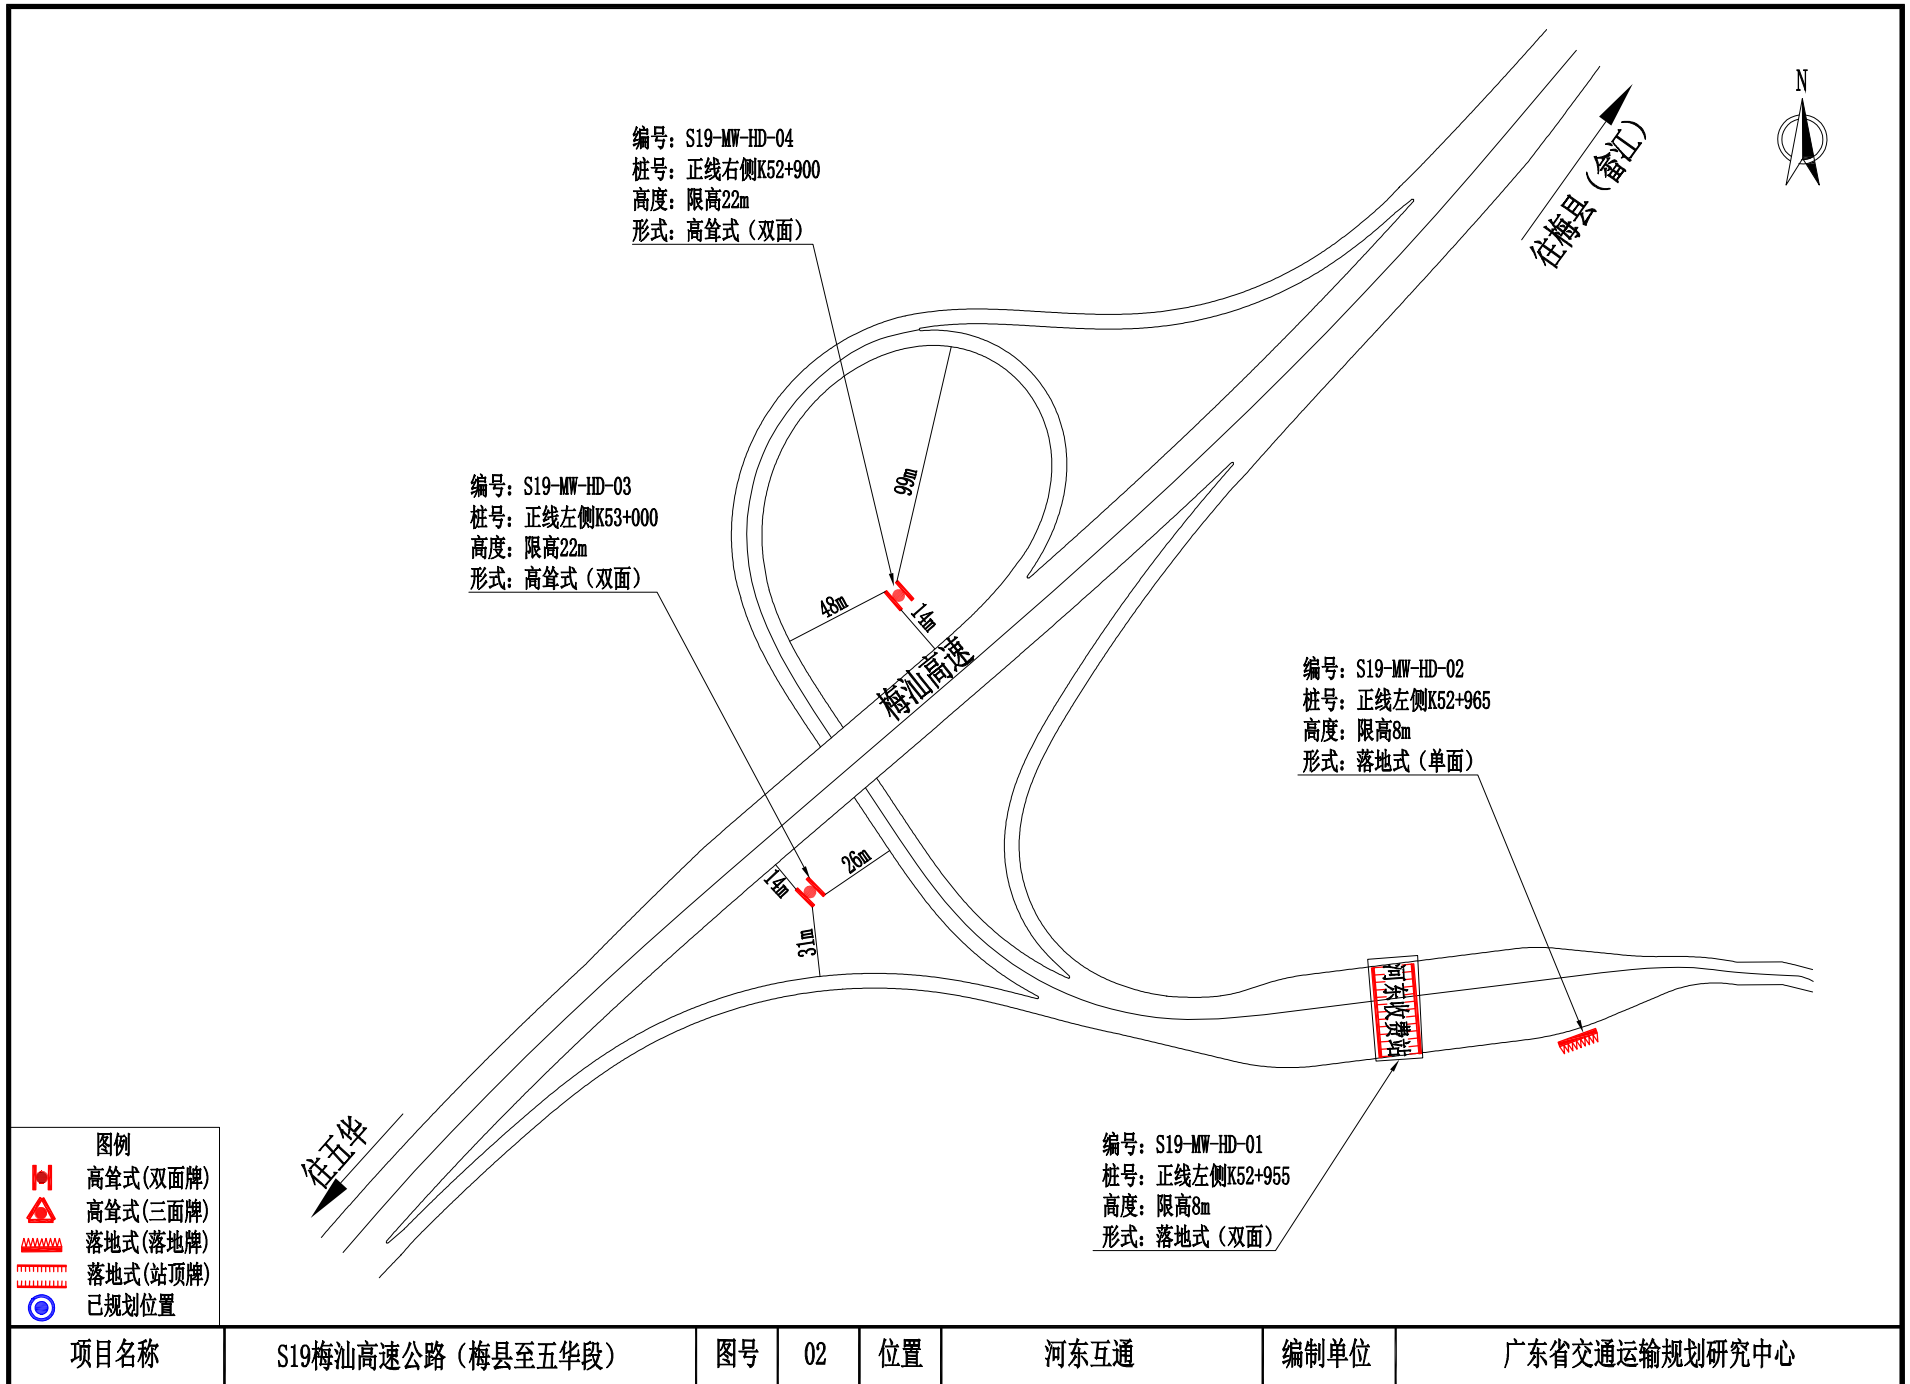 N
往梅县（畲江）
编号：S19-MW-HD-04
桩号：正线右侧K52+900
高度：限高22m
形式：高耸式（双面）
编号：S19-MW-HD-03
桩号：正线左侧K53+000
高度：限高22m
形式：高耸式（双面）
99m
48m
14m
梅汕高速
编号：S19-MW-HD-02
桩号：正线左侧K52+965
高度：限高8m
形式：落地式（单面）
26m
14m
31m
河东收费站
编号：S19-MW-HD-01
桩号：正线左侧K52+955
高度：限高8m
形式：落地式（双面）
往五华
图例
高耸式(双面牌)
高耸式(三面牌)
落地式(落地牌)
落地式(站顶牌)
已规划位置
项目名称 S19梅汕高速公路（梅县至五华段） 图号 02 位置 河东互通 编制单位 广东省交通运输规划研究中心